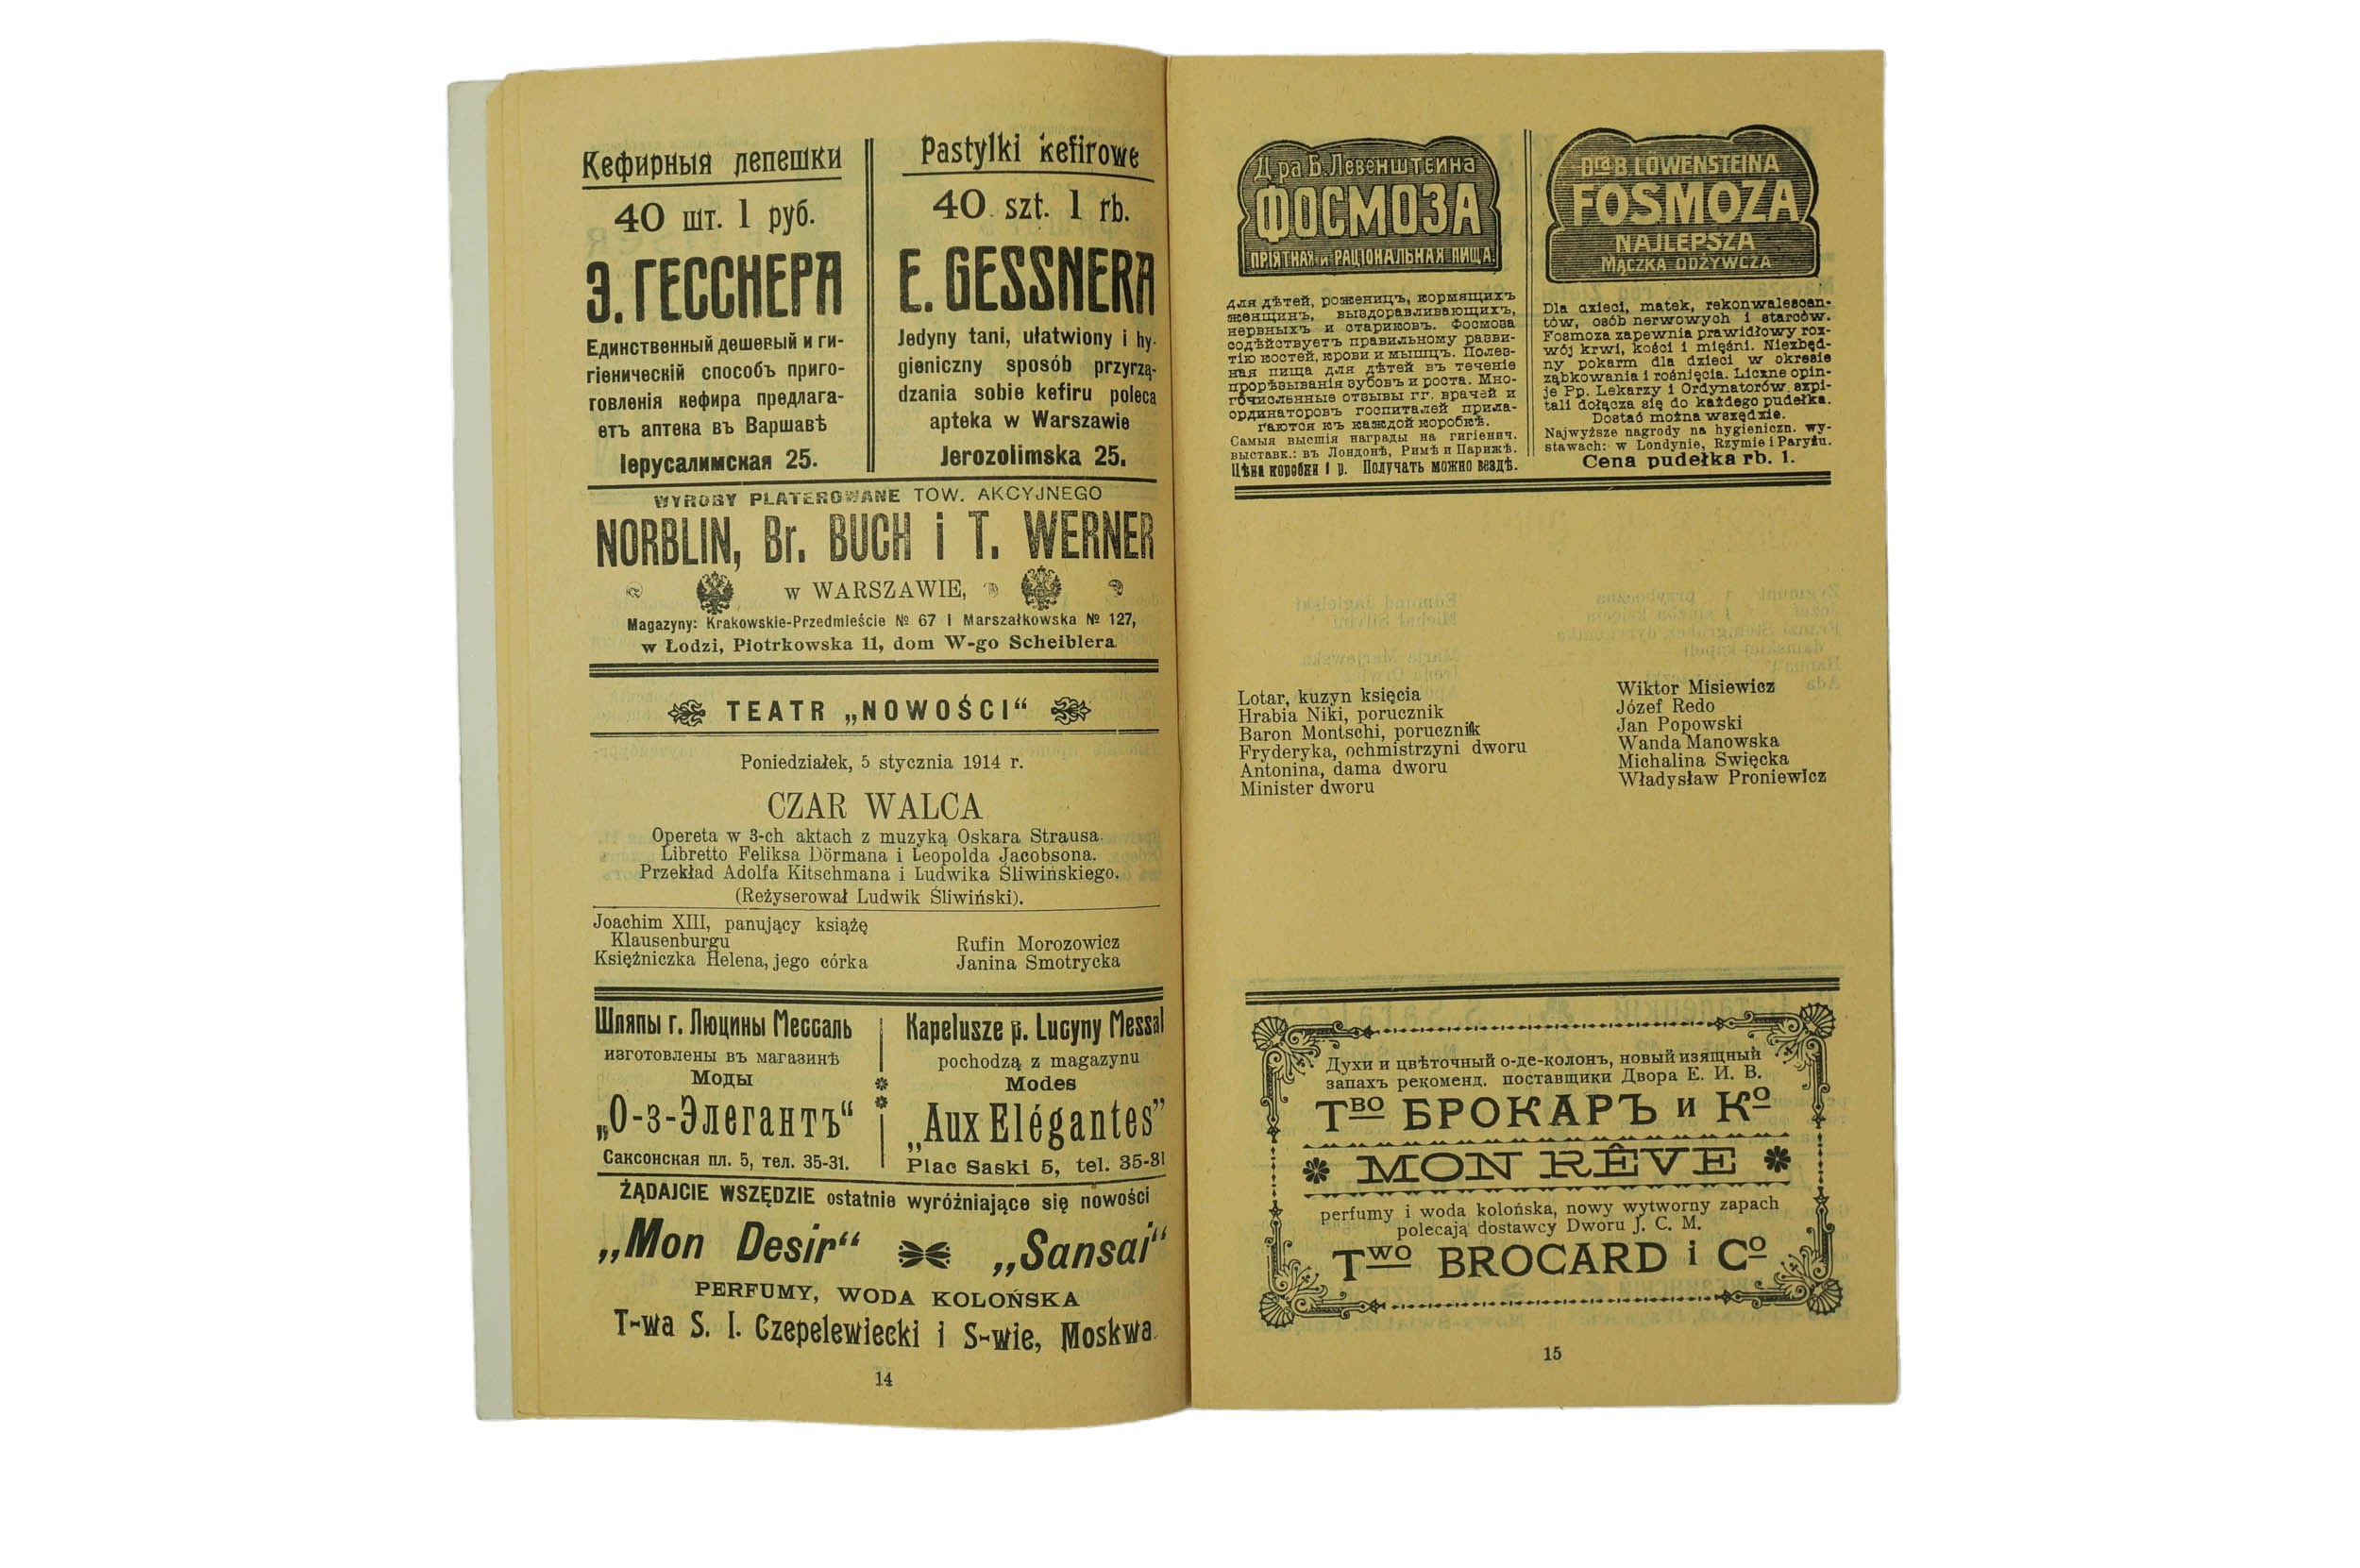 Кефирныя лепешки
40 шт. 1 руб.
Э. ГЕССНЕРА
Единственный дешевый и ги-
гіеническій способъ приго-
товленія кефира предлага-
етъ аптека въ Варшавѣ
Іерусалимская 25.
Pastylki kefirowe
40 szt. 1 rb.
E. GESSNERA
Jedyny tani, ułatwiony i hy-
gieniczny sposób przyrzą-
dzania sobie kefiru poleca
apteka w Warszawie
Jerozolimska 25.
WYROBY PLATEROWANE TOW. AKCYJNEGO
NORBLIN, Br. BUCH i T. WERNER
w WARSZAWIE,
Magazyny: Krakowskie-Przedmieście № 67 i Marszałkowska № 127,
w Łodzi, Piotrkowska 11, dom W-go Scheiblera.
TEATR „NOWOŚCI“
Poniedziałek, 5 stycznia 1914 r.
CZAR WALCA
Opereta w 3-ch aktach z muzyką Oskara Strausa.
Libretto Feliksa Dörmana i Leopolda Jacobsona.
Przekład Adolfa Kitschmana i Ludwika Śliwińskiego.
(Reżyserował Ludwik Śliwiński).
Joachim XIII, panujący książę
Klausenburgu Rufin Morozowicz
Księżniczka Helena, jego córka Janina Smotrycka
Шляпы г. Люцины Мессаль
изготовлены въ магазинѣ
Моды
„О-з-Элегантъ“
Саксонская пл. 5, тел. 35-31.
Kapelusze p. Lucyny Messal
pochodzą z magazynu
Modes
„Aux Elégantes”
Plac Saski 5, tel. 35-31
ŻĄDAJCIE WSZĘDZIE ostatnie wyróżniające się nowości
„Mon Desir“ „Sansai“
PERFUMY, WODA KOLOŃSKA
T-wa S. I. Czepelewiecki i S-wie, Moskwa.
14
Д-ра Б. Левенштейна
ФОСМОЗА
ПРІЯТНАЯ и РАЦІОНАЛЬНАЯ ПИЩА
для дѣтей, роженицъ, кормящихъ
женщинъ, выздоравливающихъ,
нервныхъ и стариковъ. Фосмоза
содѣйствуетъ правильному разви-
тію костей, крови и мышцъ. Полез-
ная пища для дѣтей въ теченіе
прорѣзыванія зубовъ и роста. Мно-
гочисленные отзывы гг. врачей и
ординаторовъ госпиталей прила-
гаются къ каждой коробкѣ.
Самыя высшія награды на гигіенич.
выставк.: въ Лондонѣ, Римѣ и Парижѣ.
Цѣна коробки 1 р. Получать можно вездѣ.
Dra B. LÖWENSTEINA
FOSMOZA
NAJLEPSZA
MĄCZKA ODŻYWCZA
Dla dzieci, matek, rekonwalescen-
tów, osób nerwowych i starców.
Fosmoza zapewnia prawidłowy roz-
wój krwi, kości i mięśni. Niezbęd-
ny pokarm dla dzieci w okresie
ząbkowania i rośnięcia. Liczne opin-
je Pp. Lekarzy i Ordynatorów szpi-
tali dołącza się do każdego pudełka.
Dostać można wszędzie.
Najwyższe nagrody na hygieniczn. wy-
stawach: w Londynie, Rzymie i Paryżu.
Cena pudełka rb. 1.
Lotar, kuzyn księcia Wiktor Misiewicz
Hrabia Niki, porucznik Józef Redo
Baron Montschi, porucznik Jan Popowski
Fryderyka, ochmistrzyni dworu Wanda Manowska
Antonina, dama dworu Michalina Swięcka
Minister dworu Władysław Proniewicz
Духи и цвѣточный о-де-колонъ, новый изящный
запахъ рекоменд. поставщики Двора Е. И. В.
Тво БРОКАРЪ и Ко
MON RÊVE
perfumy i woda kolońska, nowy wytworny zapach
polecają dostawcy Dworu J. C. M.
Two BROCARD i Co
15